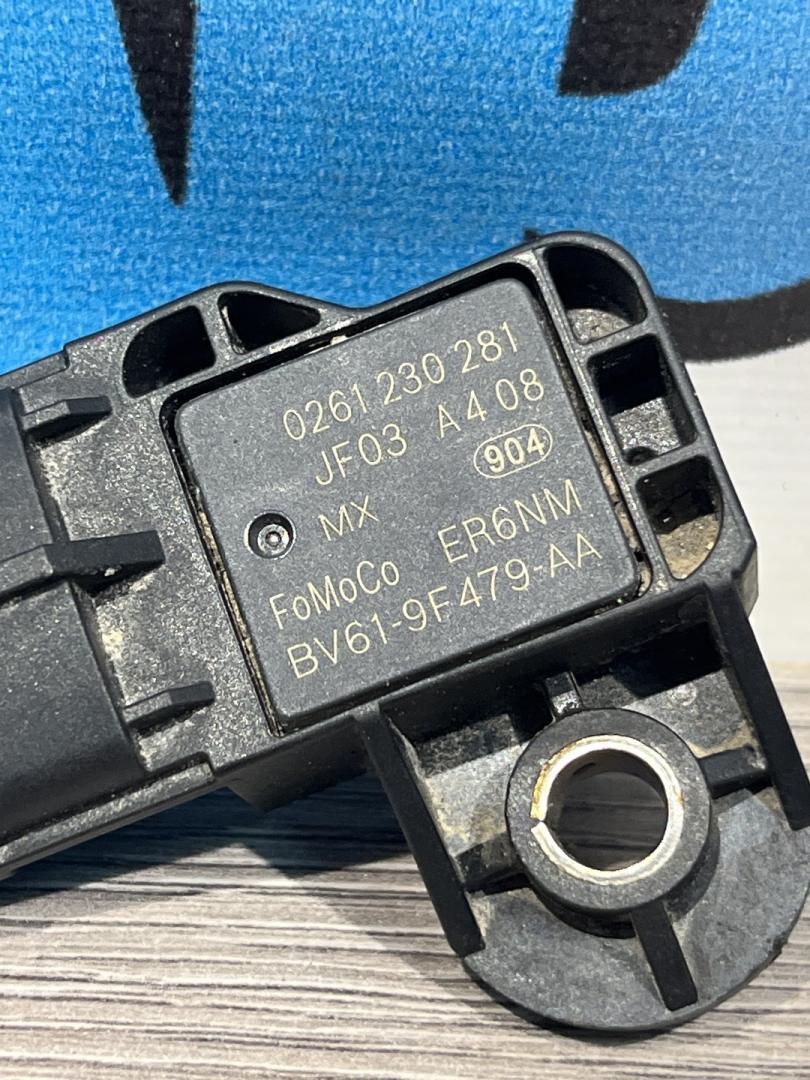 0261 230 281
JF03 A4 08
904
MX
FoMoCo ER6NM
BV61-9F479-AA